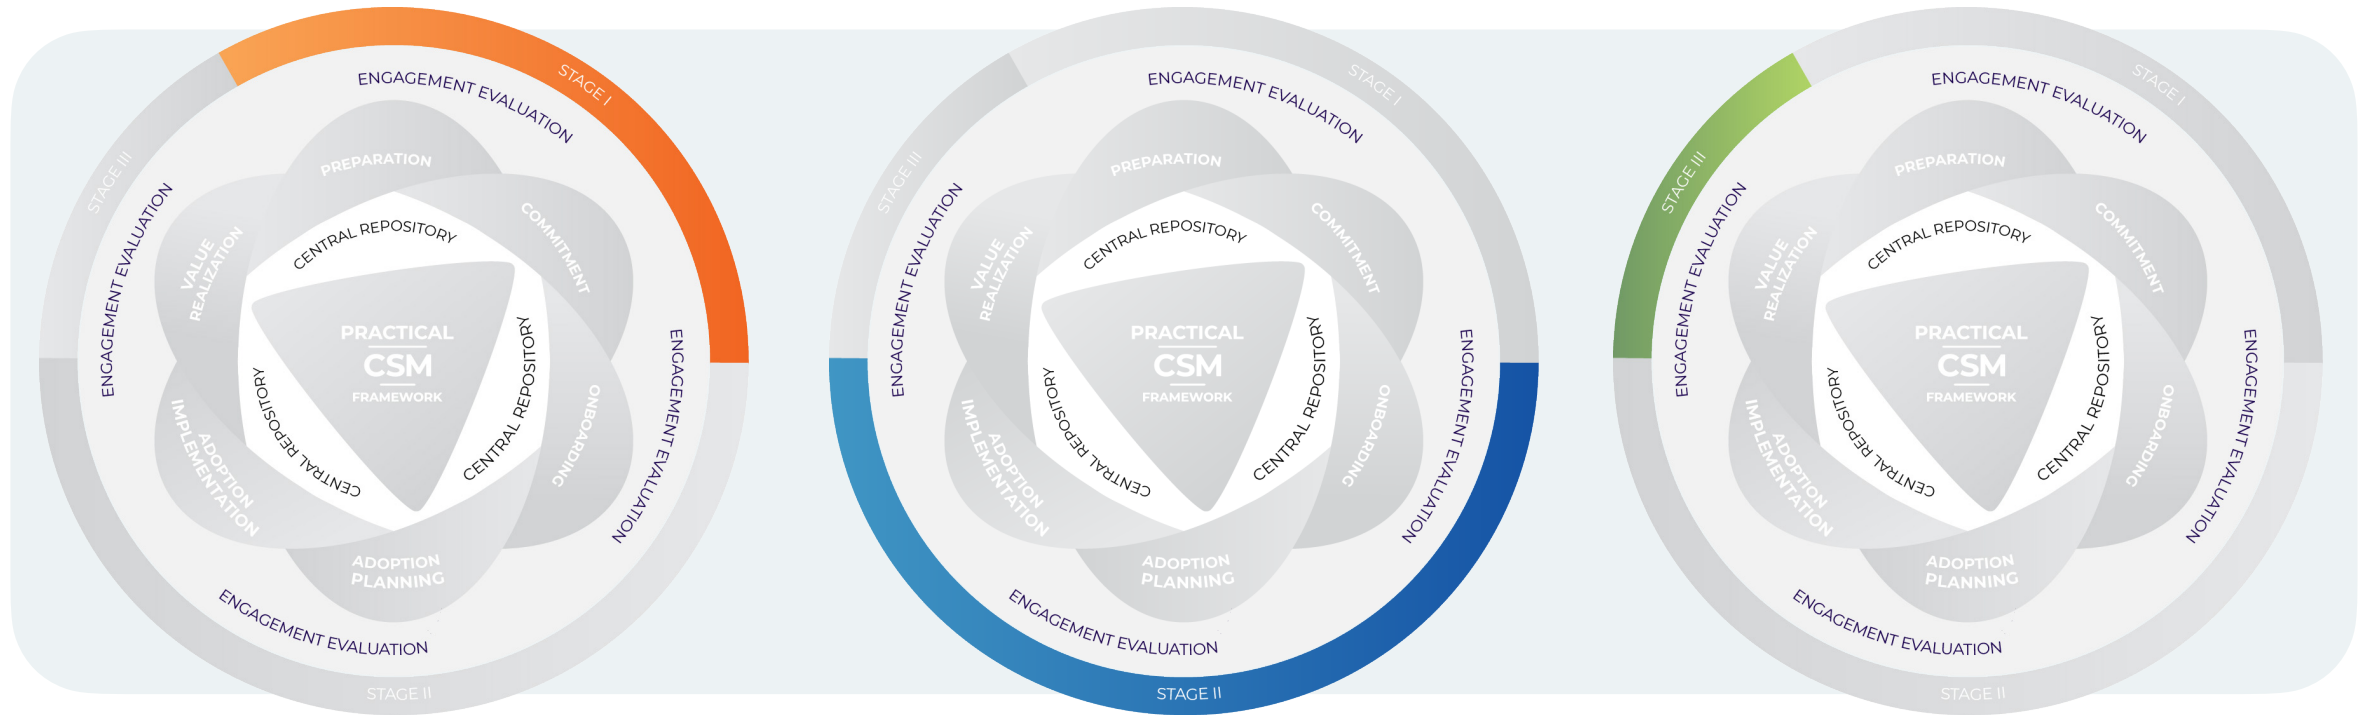 STAGE I
ENGAGEMENT EVALUATION
PREPARATION
STAGE III
ENGAGEMENT EVALUATION
VALUE
REALIZATION
CENTRAL REPOSITORY
COMMITMENT
PRACTICAL
CSM
FRAMEWORK
CENTRAL REPOSITORY
CENTRAL REPOSITORY
ENGAGEMENT EVALUATION
ONBOARDING
ADOPTION
IMPLEMENTATION
ADOPTION
PLANNING
ENGAGEMENT EVALUATION
STAGE II
STAGE I
ENGAGEMENT EVALUATION
PREPARATION
STAGE III
ENGAGEMENT EVALUATION
VALUE
REALIZATION
CENTRAL REPOSITORY
COMMITMENT
PRACTICAL
CSM
FRAMEWORK
CENTRAL REPOSITORY
CENTRAL REPOSITORY
ENGAGEMENT EVALUATION
ONBOARDING
ADOPTION
IMPLEMENTATION
ADOPTION
PLANNING
ENGAGEMENT EVALUATION
STAGE II
STAGE I
ENGAGEMENT EVALUATION
PREPARATION
STAGE III
ENGAGEMENT EVALUATION
VALUE
REALIZATION
CENTRAL REPOSITORY
COMMITMENT
PRACTICAL
CSM
FRAMEWORK
CENTRAL REPOSITORY
CENTRAL REPOSITORY
ENGAGEMENT EVALUATION
ONBOARDING
ADOPTION
IMPLEMENTATION
ADOPTION
PLANNING
ENGAGEMENT EVALUATION
STAGE II